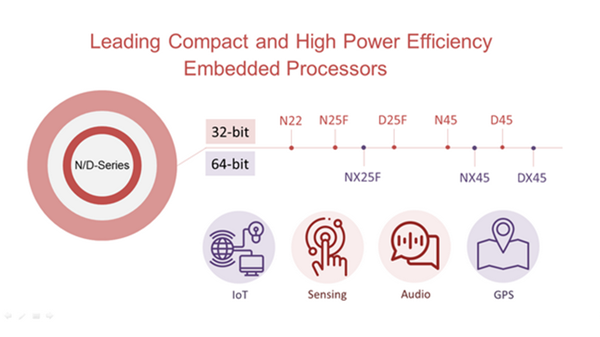 Leading Compact and High Power Efficiency
Embedded Processors
N/D-Series
32-bit
64-bit
N22 N25F D25F N45 D45
NX25F NX45 DX45
IoT Sensing Audio GPS